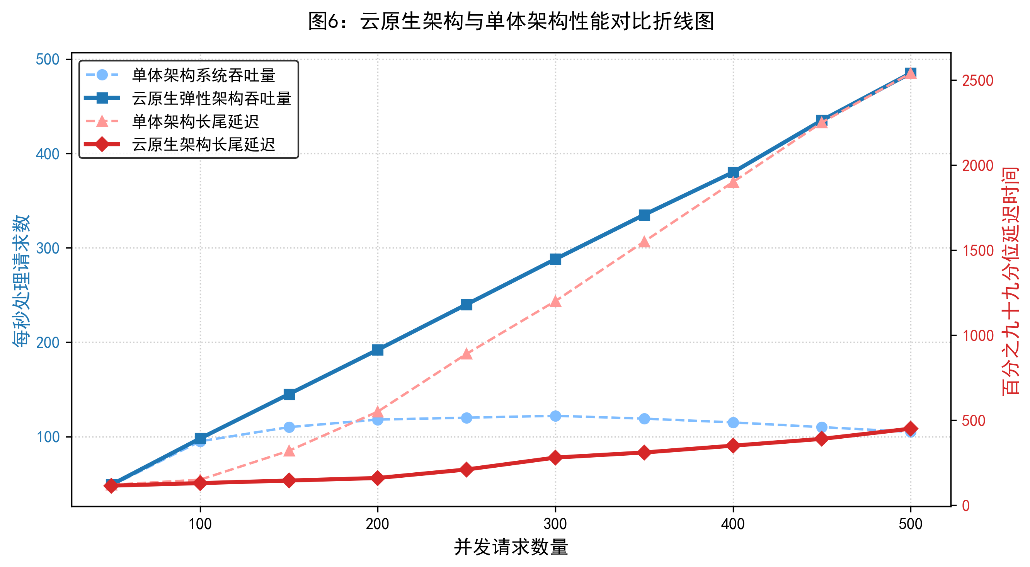 图6：云原生架构与单体架构性能对比折线图
单体架构系统吞吐量
云原生弹性架构吞吐量
单体架构长尾延迟
云原生架构长尾延迟
每秒处理请求数
500
400
300
200
100
百分之九十九分位延迟时间
2500
2000
1500
1000
500
0
100 200 300 400 500
并发请求数量